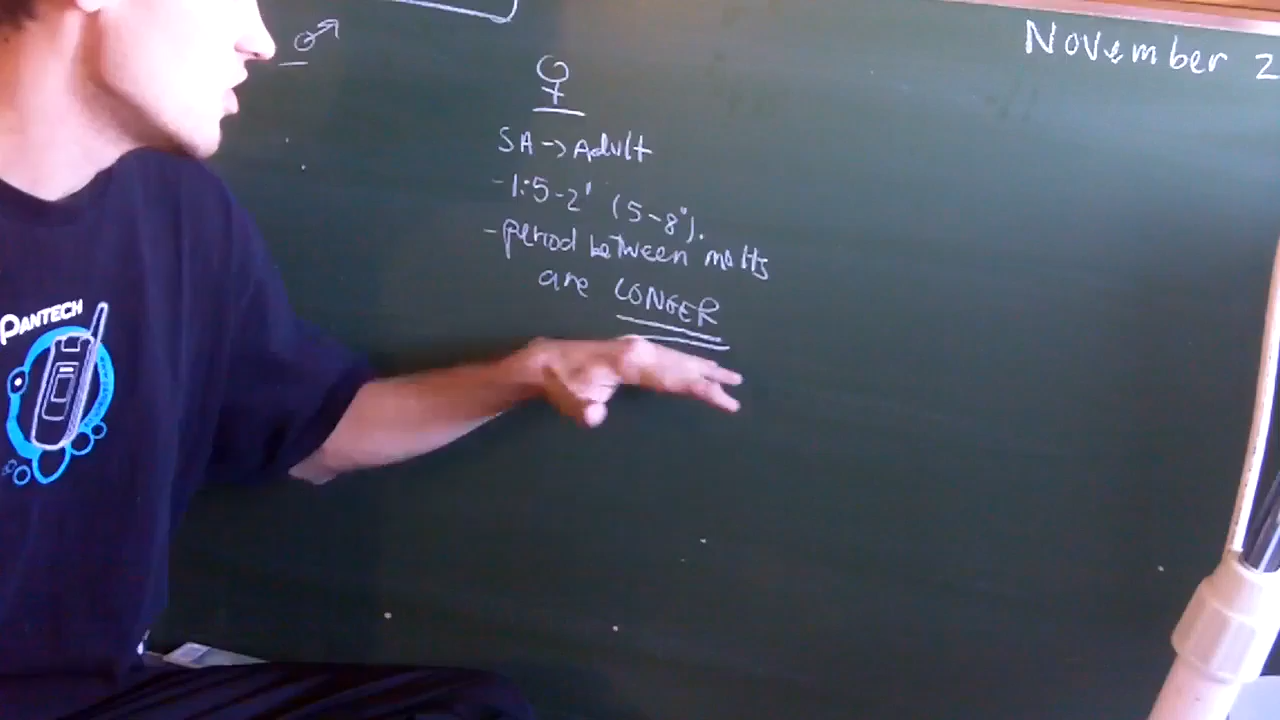 ♂
November 2
♀
SA→Adult
-1.5-2' (5-8").
-period between molts
are LONGER
PANTECH